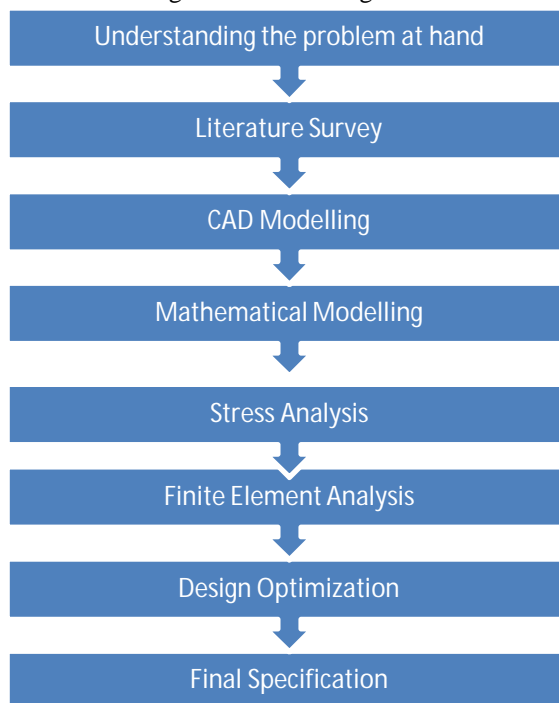 Understanding the problem at hand
Literature Survey
CAD Modelling
Mathematical Modelling
Stress Analysis
Finite Element Analysis
Design Optimization
Final Specification